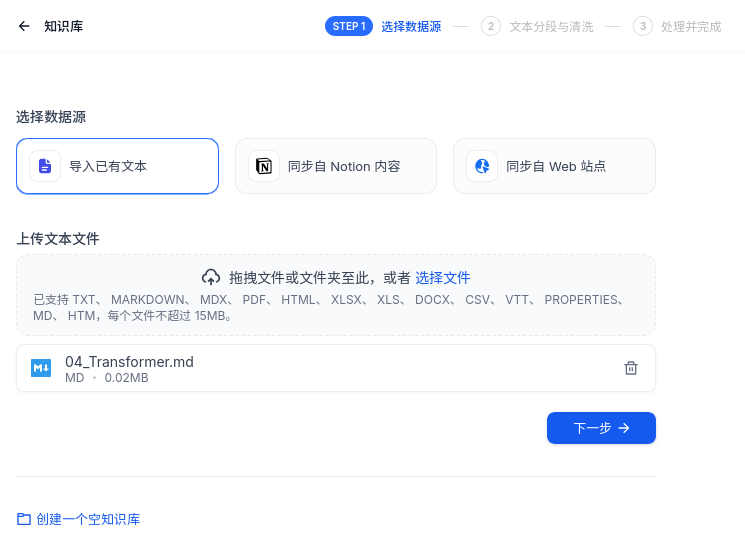 知识库
STEP 1 选择数据源 2 文本分段与清洗 3 处理并完成
选择数据源
导入已有文本
同步自 Notion 内容
同步自 Web 站点
上传文本文件
拖拽文件或文件夹至此，或者 选择文件
已支持 TXT、 MARKDOWN、 MDX、 PDF、 HTML、 XLSX、 XLS、 DOCX、 CSV、 VTT、 PROPERTIES、
MD、 HTM，每个文件不超过 15MB。
04_Transformer.md
MD · 0.02MB
下一步
创建一个空知识库